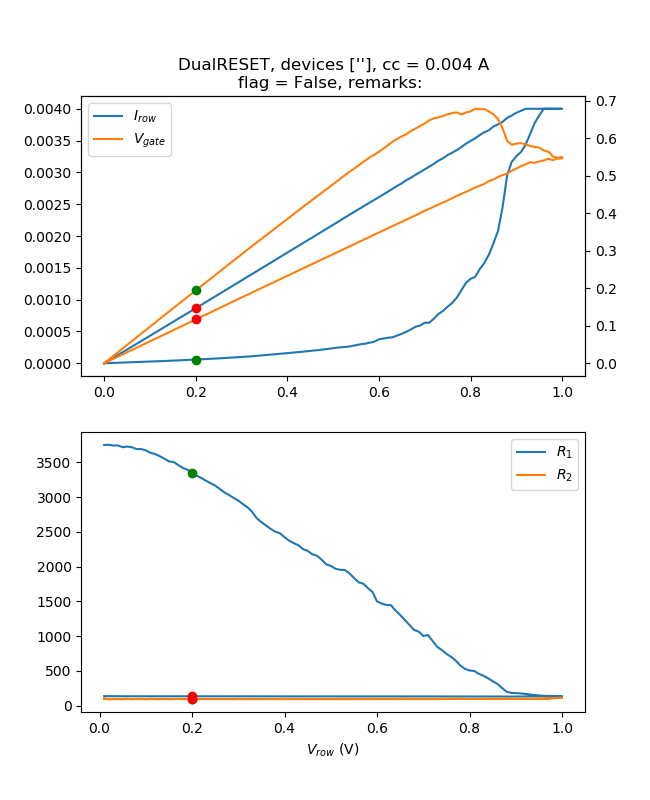 DualRESET, devices [''], cc = 0.004 A
flag = False, remarks:
0.0040
0.0035
0.0030
0.0025
0.0020
0.0015
0.0010
0.0005
0.0000
I_row
V_gate
0.7
0.6
0.5
0.4
0.3
0.2
0.1
0.0
0.0 0.2 0.4 0.6 0.8 1.0
3500
3000
2500
2000
1500
1000
500
0
R_1
R_2
0.0 0.2 0.4 0.6 0.8 1.0
V_row (V)